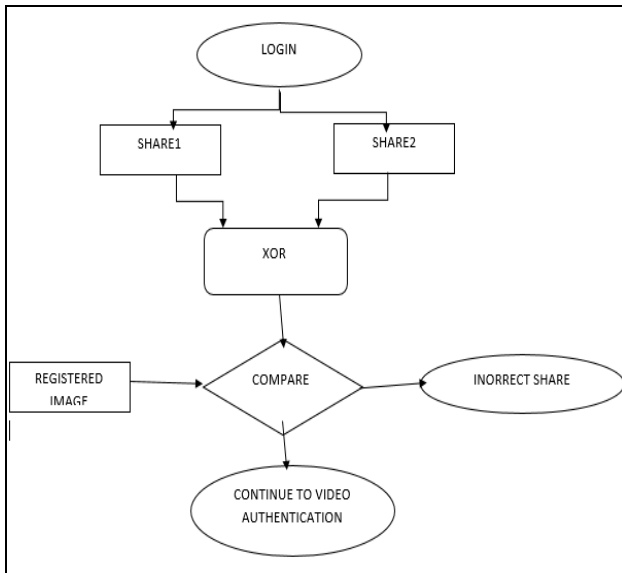 LOGIN
SHARE1
SHARE2
XOR
REGISTERED
IMAGE
COMPARE
INORRECT SHARE
CONTINUE TO VIDEO
AUTHENTICATION